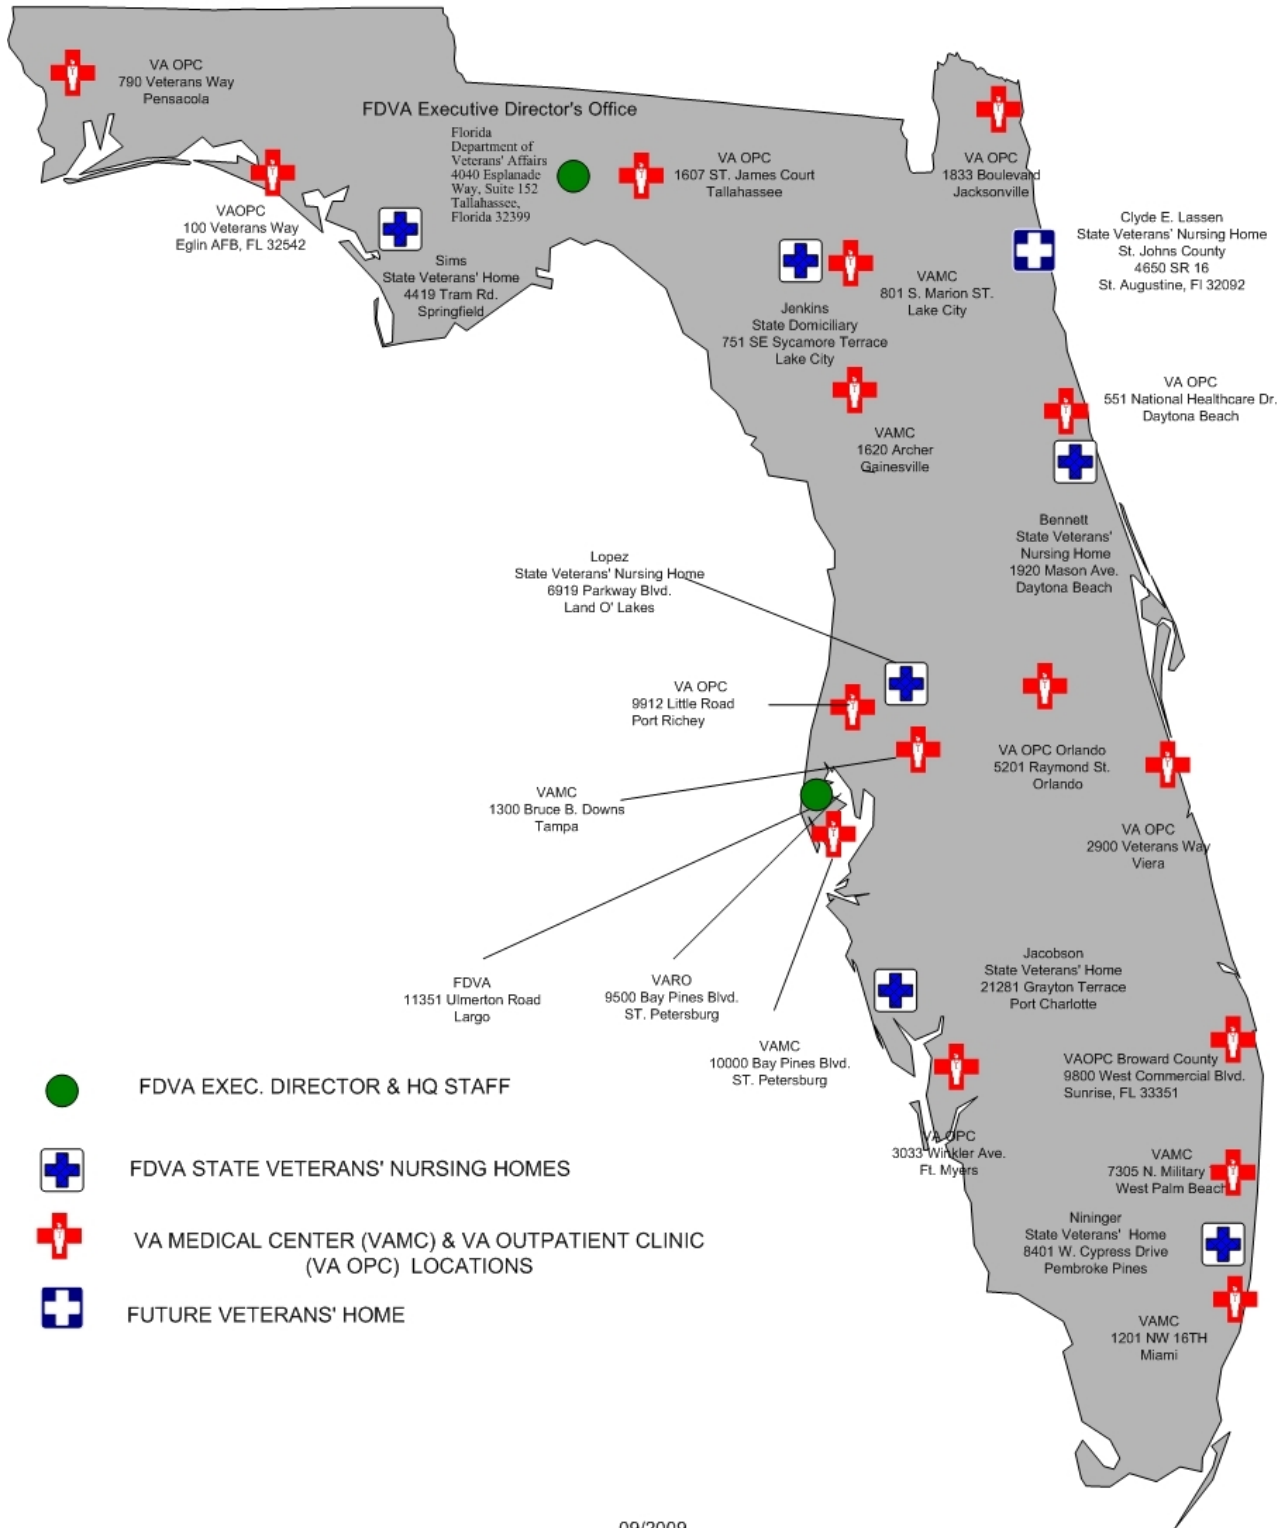 VA OPC
790 Veterans Way
Pensacola
FDVA Executive Director's Office
Florida
Department of
Veterans' Affairs
4040 Esplanade
Way, Suite 152
Tallahassee,
Florida 32399
VA OPC
1607 ST. James Court
Tallahassee
VA OPC
1833 Boulevard
Jacksonville
VAOPC
100 Veterans Way
Eglin AFB, FL 32542
Sims
State Veterans' Home
4419 Tram Rd.
Springfield
Clyde E. Lassen
State Veterans' Nursing Home
St. Johns County
4650 SR 16
St. Augustine, Fl 32092
VAMC
801 S. Marion ST.
Lake City
Jenkins
State Domiciliary
751 SE Sycamore Terrace
Lake City
VA OPC
551 National Healthcare Dr.
Daytona Beach
VAMC
1620 Archer
Gainesville
Bennett
State Veterans'
Nursing Home
1920 Mason Ave.
Daytona Beach
Lopez
State Veterans' Nursing Home
6919 Parkway Blvd.
Land O' Lakes
VA OPC
9912 Little Road
Port Richey
VA OPC Orlando
5201 Raymond St.
Orlando
VAMC
1300 Bruce B. Downs
Tampa
VA OPC
2900 Veterans Way
Viera
FDVA
11351 Ulmerton Road
Largo
VARO
9500 Bay Pines Blvd.
ST. Petersburg
VAMC
10000 Bay Pines Blvd.
ST. Petersburg
Jacobson
State Veterans' Home
21281 Grayton Terrace
Port Charlotte
VAOPC Broward County
9800 West Commercial Blvd.
Sunrise, FL 33351
VA OPC
3033 Winkler Ave.
Ft. Myers
VAMC
7305 N. Military
West Palm Beach
Nininger
State Veterans' Home
8401 W. Cypress Drive
Pembroke Pines
VAMC
1201 NW 16TH
Miami
FDVA EXEC. DIRECTOR & HQ STAFF
FDVA STATE VETERANS' NURSING HOMES
VA MEDICAL CENTER (VAMC) & VA OUTPATIENT CLINIC
(VA OPC) LOCATIONS
FUTURE VETERANS' HOME
09/2009